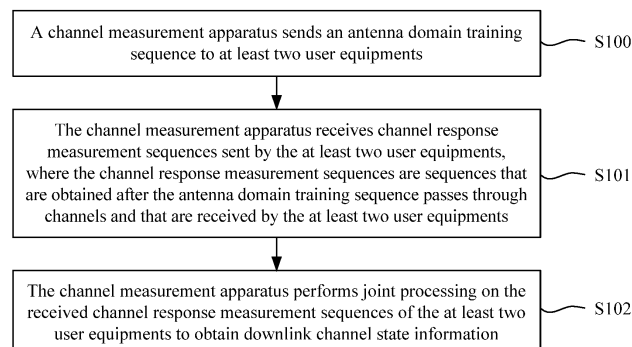 A channel measurement apparatus sends an antenna domain training
sequence to at least two user equipments
S100
The channel measurement apparatus receives channel response
measurement sequences sent by the at least two user equipments,
where the channel response measurement sequences are sequences that
are obtained after the antenna domain training sequence passes through
channels and that are received by the at least two user equipments
S101
The channel measurement apparatus performs joint processing on the
received channel response measurement sequences of the at least two
user equipments to obtain downlink channel state information
S102